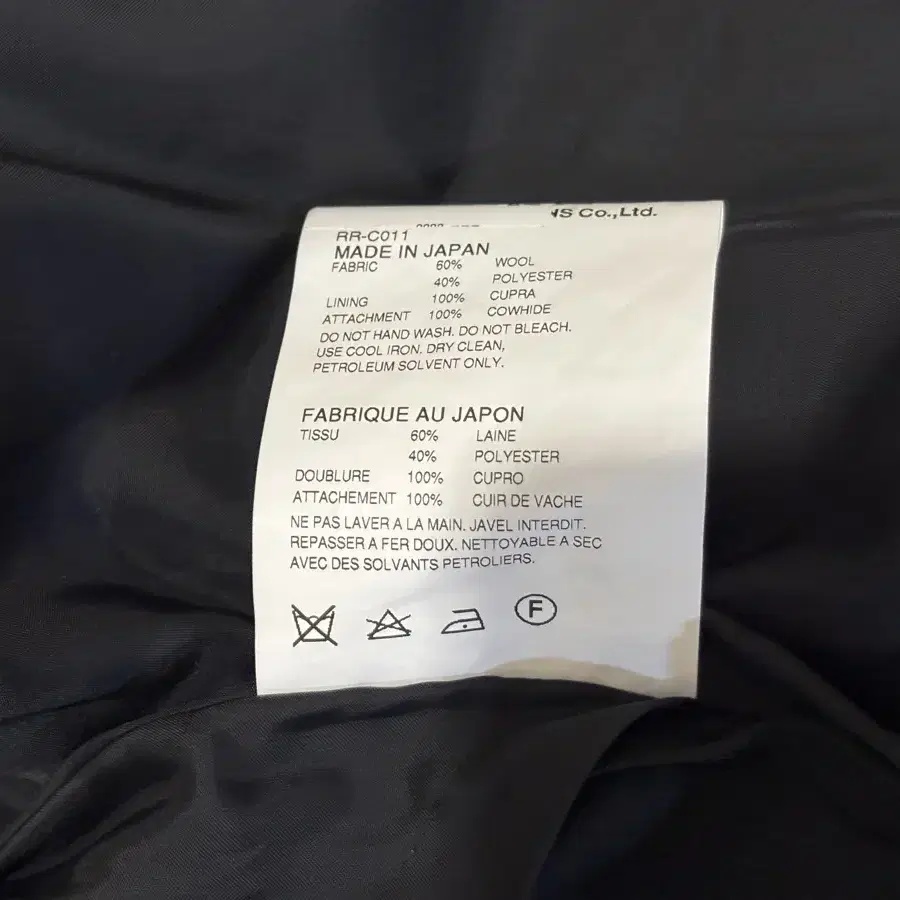 Co.,Ltd.
RR-C011
MADE IN JAPAN
FABRIC 60% WOOL
40% POLYESTER
LINING 100% CUPRA
ATTACHMENT 100% COWHIDE
DO NOT HAND WASH. DO NOT BLEACH.
USE COOL IRON. DRY CLEAN,
PETROLEUM SOLVENT ONLY.
FABRIQUE AU JAPON
TISSU 60% LAINE
40% POLYESTER
DOUBLURE 100% CUPRO
ATTACHEMENT 100% CUIR DE VACHE
NE PAS LAVER A LA MAIN. JAVEL INTERDIT.
REPASSER A FER DOUX. NETTOYABLE A SEC
AVEC DES SOLVANTS PETROLIERS.
F